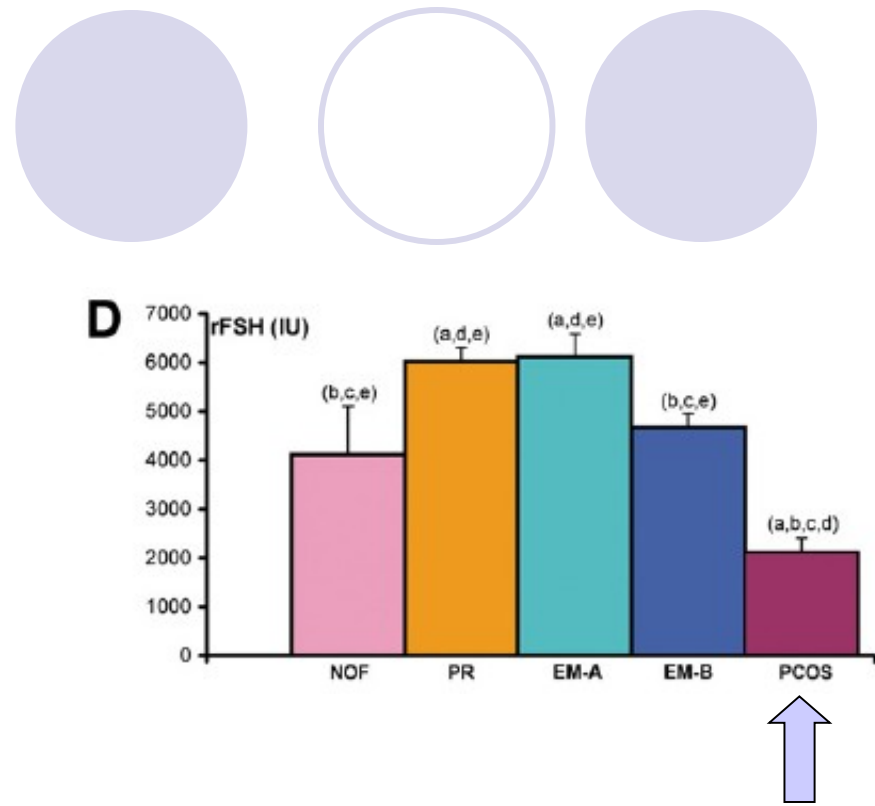 D
rFSH (IU)
7000
6000
5000
4000
3000
2000
1000
0
(b,c,e)
(a,d,e)
(a,d,e)
(b,c,e)
(a,b,c,d)
NOF PR EM-A EM-B PCOS